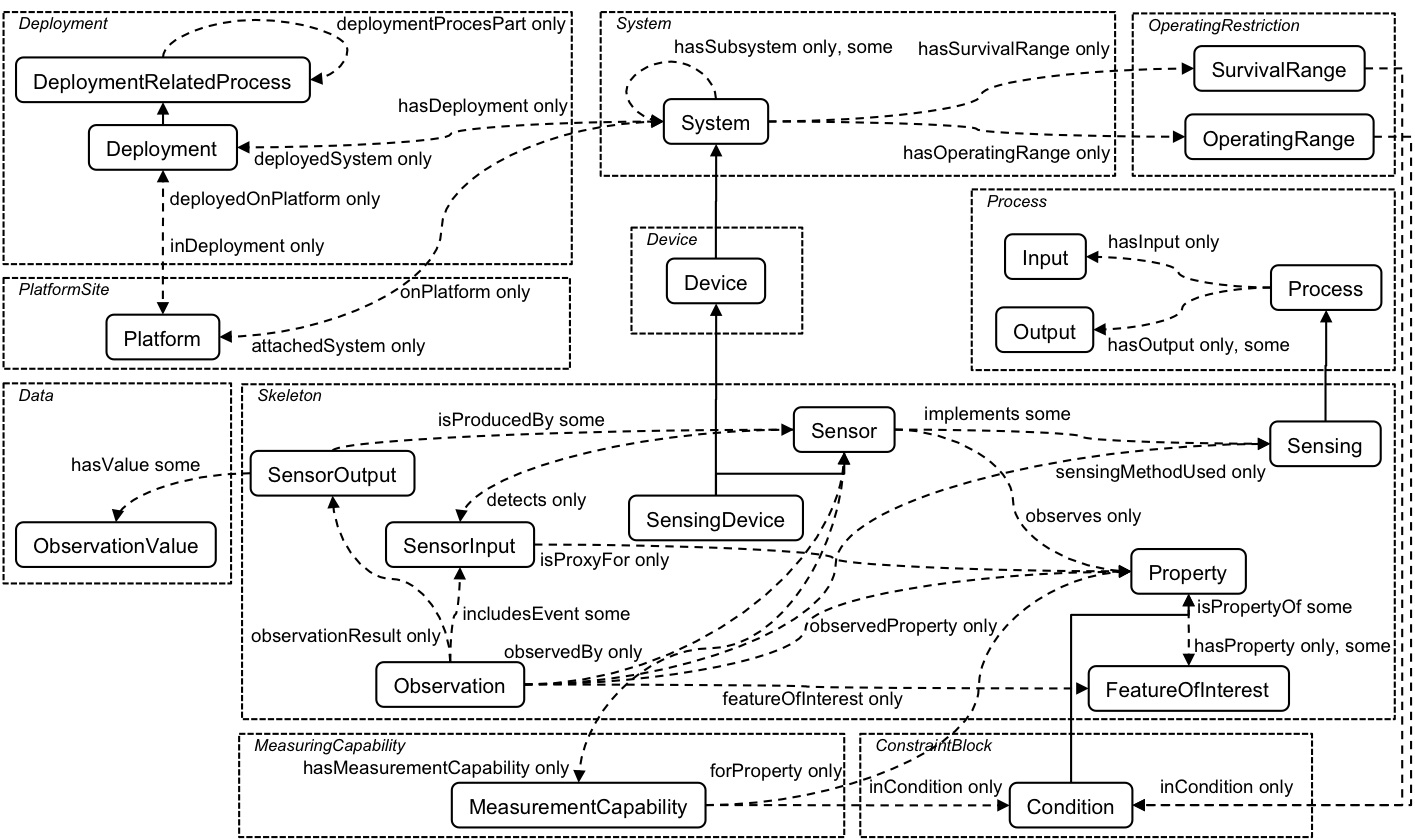 Deployment
deploymentProcesPart only
DeploymentRelatedProcess
hasDeployment only
Deployment
deployedSystem only
deployedOnPlatform only
inDeployment only
System
hasSubsystem only, some
hasSurvivalRange only
System
hasOperatingRange only
OperatingRestriction
SurvivalRange
OperatingRange
PlatformSite
onPlatform only
Platform
attachedSystem only
Device
Device
Process
hasInput only
Input
Process
Output
hasOutput only, some
Data
hasValue some
ObservationValue
Skeleton
isProducedBy some
Sensor
implements some
Sensing
SensorOutput
sensingMethodUsed only
detects only
SensingDevice
observes only
SensorInput
isProxyFor only
Property
includesEvent some
isPropertyOf some
observationResult only
observedBy only
observedProperty only
hasProperty only, some
Observation
featureOfInterest only
FeatureOfInterest
MeasuringCapability
hasMeasurementCapability only
forProperty only
MeasurementCapability
ConstraintBlock
inCondition only
Condition
inCondition only